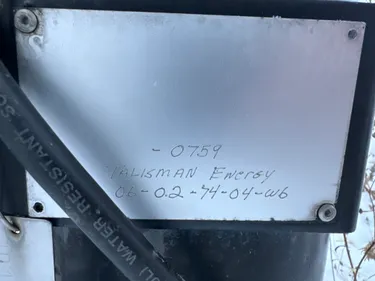 - 0759
TALISMAN ENERGY
06-02-74-04-W6
WATER, RESISTANT